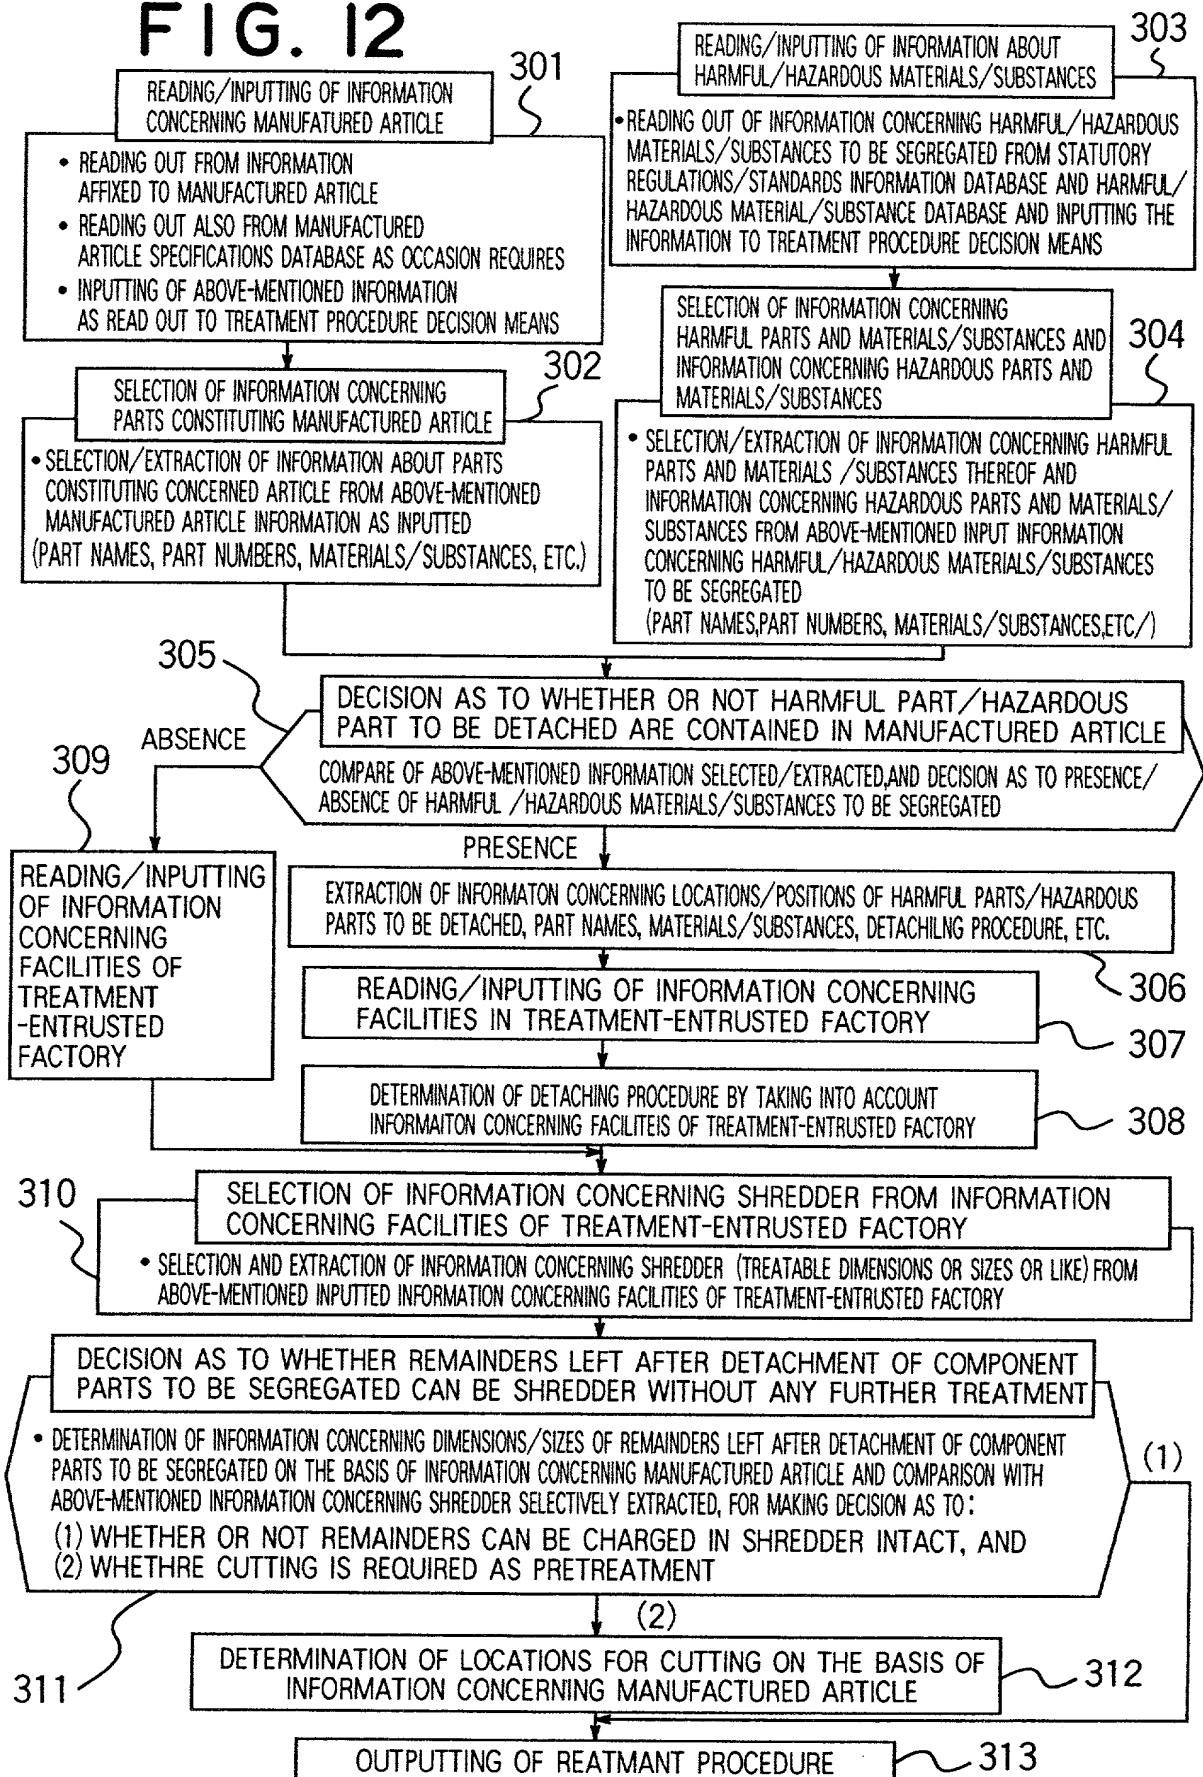 FIG. 12
301
READING/INPUTTING OF INFORMATION
CONCERNING MANUFATURED ARTICLE
• READING OUT FROM INFORMATION
AFFIXED TO MANUFACTURED ARTICLE
• READING OUT ALSO FROM MANUFACTURED
ARTICLE SPECIFICATIONS DATABASE AS OCCASION REQUIRES
• INPUTTING OF ABOVE-MENTIONED INFORMATION
AS READ OUT TO TREATMENT PROCEDURE DECISION MEANS
302
SELECTION OF INFORMATION CONCERNING
PARTS CONSTITUTING MANUFACTURED ARTICLE
• SELECTION/EXTRACTION OF INFORMATION ABOUT PARTS
CONSTITUTING CONCERNED ARTICLE FROM ABOVE-MENTIONED
MANUFACTURED ARTICLE INFORMATION AS INPUTTED
(PART NAMES, PART NUMBERS, MATERIALS/SUBSTANCES, ETC.)
303
READING/INPUTTING OF INFORMATION ABOUT
HARMFUL/HAZARDOUS MATERIALS/SUBSTANCES
• READING OUT OF INFORMATION CONCERNING HARMFUL/HAZARDOUS
MATERIALS/SUBSTANCES TO BE SEGREGATED FROM STATUTORY
REGULATIONS/STANDARDS INFORMATION DATABASE AND HARMFUL/
HAZARDOUS MATERIAL/SUBSTANCE DATABASE AND INPUTTING THE
INFORMATION TO TREATMENT PROCEDURE DECISION MEANS
304
SELECTION OF INFORMATION CONCERNING
HARMFUL PARTS AND MATERIALS/SUBSTANCES AND
INFORMATION CONCERNING HAZARDOUS PARTS AND
MATERIALS/SUBSTANCES
• SELECTION/EXTRACTION OF INFORMATION CONCERNING HARMFUL
PARTS AND MATERIALS /SUBSTANCES THEREOF AND
INFORMATION CONCERNING HAZARDOUS PARTS AND MATERIALS/
SUBSTANCES FROM ABOVE-MENTIONED INPUT INFORMATION
CONCERNING HARMFUL/HAZARDOUS MATERIALS/SUBSTANCES
TO BE SEGREGATED
(PART NAMES,PART NUMBERS, MATERIALS/SUBSTANCES,ETC/)
305
DECISION AS TO WHETHER OR NOT HARMFUL PART/HAZARDOUS
PART TO BE DETACHED ARE CONTAINED IN MANUFACTURED ARTICLE
COMPARE OF ABOVE-MENTIONED INFORMATION SELECTED/EXTRACTED,AND DECISION AS TO PRESENCE/
ABSENCE OF HARMFUL /HAZARDOUS MATERIALS/SUBSTANCES TO BE SEGREGATED
ABSENCE
309
READING/INPUTTING
OF INFORMATION
CONCERNING
FACILITIES OF
TREATMENT
-ENTRUSTED
FACTORY
PRESENCE
EXTRACTION OF INFORMATON CONCERNING LOCATIONS/POSITIONS OF HARMFUL PARTS/HAZARDOUS
PARTS TO BE DETACHED, PART NAMES, MATERIALS/SUBSTANCES, DETACHILNG PROCEDURE, ETC.
306
READING/INPUTTING OF INFORMATION CONCERNING
FACILITIES IN TREATMENT-ENTRUSTED FACTORY
307
DETERMINATION OF DETACHING PROCEDURE BY TAKING INTO ACCOUNT
INFORMAITON CONCERNING FACILITEIS OF TREATMENT-ENTRUSTED FACTORY
308
310
SELECTION OF INFORMATION CONCERNING SHREDDER FROM INFORMATION
CONCERNING FACILITIES OF TREATMENT-ENTRUSTED FACTORY
• SELECTION AND EXTRACTION OF INFORMATION CONCERNING SHREDDER (TREATABLE DIMENSIONS OR SIZES OR LIKE) FROM
ABOVE-MENTIONED INPUTTED INFORMATION CONCERNING FACILITIES OF TREATMENT-ENTRUSTED FACTORY
DECISION AS TO WHETHER REMAINDERS LEFT AFTER DETACHMENT OF COMPONENT
PARTS TO BE SEGREGATED CAN BE SHREDDER WITHOUT ANY FURTHER TREATMENT
• DETERMINATION OF INFORMATION CONCERNING DIMENSIONS/SIZES OF REMAINDERS LEFT AFTER DETACHMENT OF COMPONENT
PARTS TO BE SEGREGATED ON THE BASIS OF INFORMATION CONCERNING MANUFACTURED ARTICLE AND COMPARISON WITH
ABOVE-MENTIONED INFORMATION CONCERNING SHREDDER SELECTIVELY EXTRACTED, FOR MAKING DECISION AS TO:
(1) WHETHER OR NOT REMAINDERS CAN BE CHARGED IN SHREDDER INTACT, AND
(2) WHETHRE CUTTING IS REQUIRED AS PRETREATMENT
(1)
311
(2)
DETERMINATION OF LOCATIONS FOR CUTTING ON THE BASIS OF
INFORMATION CONCERNING MANUFACTURED ARTICLE
312
OUTPUTTING OF REATMANT PROCEDURE
313